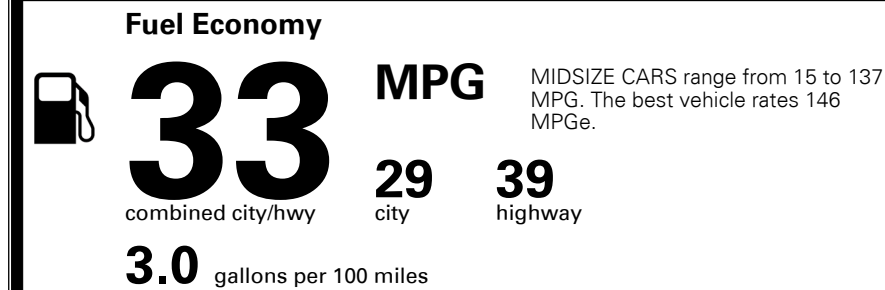 Fuel Economy
33
MPG
MIDSIZE CARS range from 15 to 137
MPG. The best vehicle rates 146
MPGe.
combined city/hwy
29
city
39
highway
3.0 gallons per 100 miles